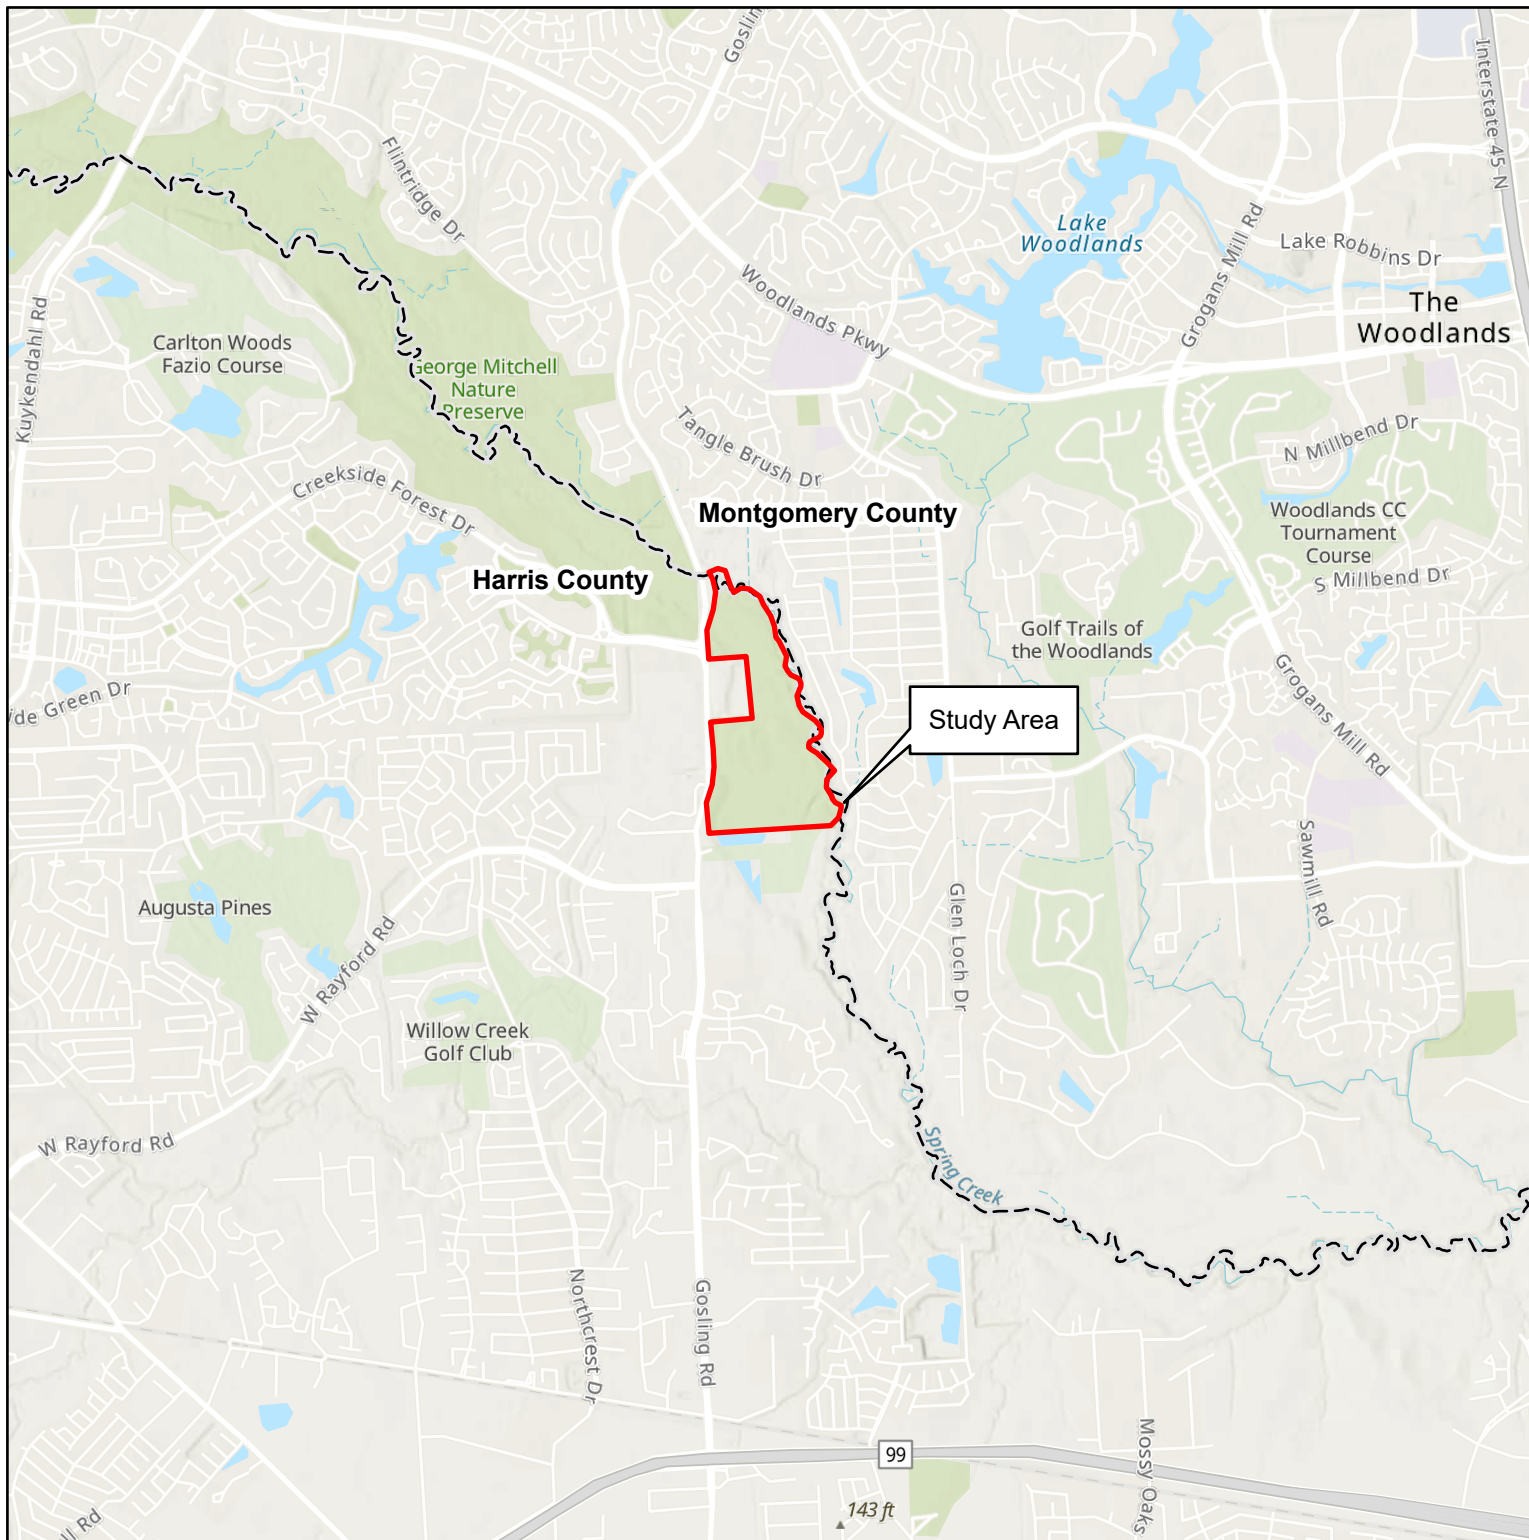 Gosling
Interstate 45 N
Flintridge Dr
Lake
Woodlands
Grogans Mill Rd
Lake Robbins Dr
The
Woodlands
Woodlands Pkwy
Kuykendahl Rd
Carlton Woods
Fazio Course
George Mitchell
Nature
Preserve
Tangle Brush Dr
N Millbend Dr
Creekside Forest Dr
Montgomery County
Woodlands CC
Tournament
Course
S Millbend Dr
Harris County
Golf Trails of
the Woodlands
Grogans Mill Rd
Green Dr
Study Area
Sawmill Rd
Augusta Pines
W Rayford Rd
Glen Loch Dr
Willow Creek
Golf Club
W Rayford Rd
Spring Creek
Northcrest Dr
Gosling Rd
99
Mossy Oaks
143 ft
ll Rd